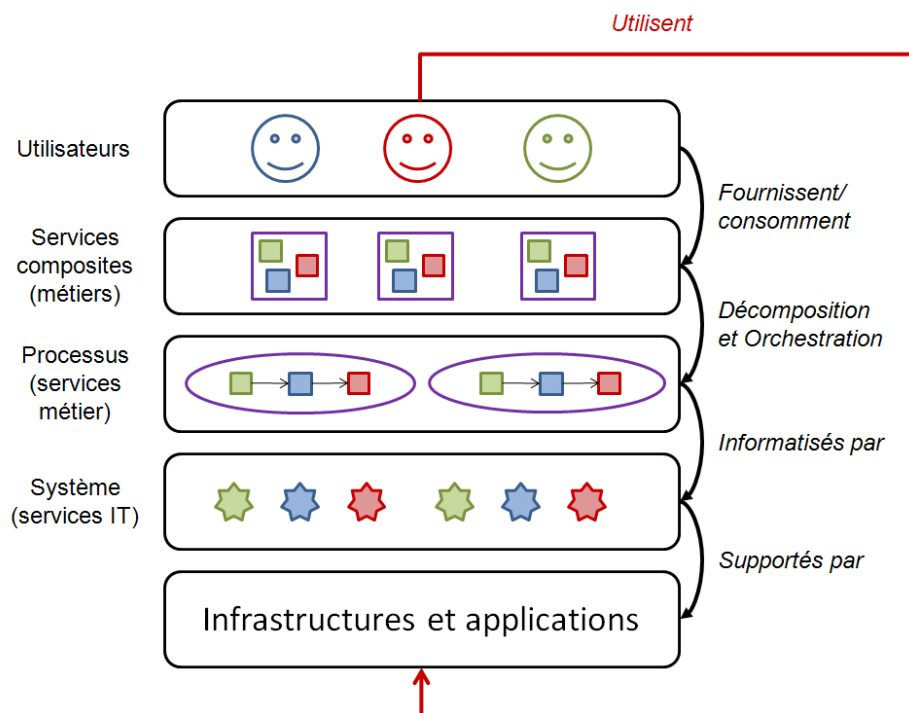 Utilisent
Utilisateurs
Fournissent/
consomment
Services
composites
(métiers)
Décomposition
et Orchestration
Processus
(services
métier)
Informatisés par
Système
(services IT)
Supportés par
Infrastructures et applications